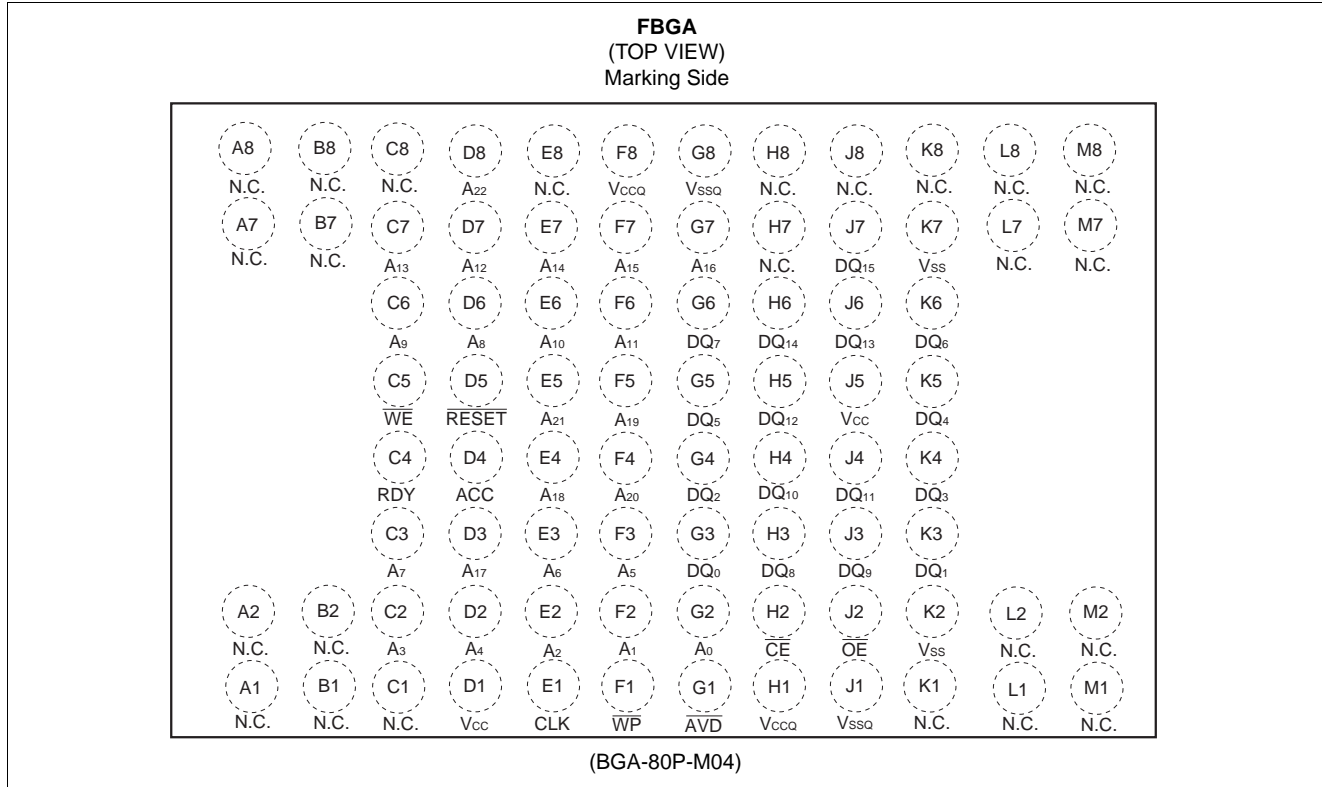 FBGA
(TOP VIEW)
Marking Side
A8 B8 C8 D8 E8 F8 G8 H8 J8 K8 L8 M8
N.C. N.C. N.C. A22 N.C. VCCQ VSSQ N.C. N.C. N.C. N.C. N.C.
A7 B7 C7 D7 E7 F7 G7 H7 J7 K7 L7 M7
N.C. N.C. A13 A12 A14 A15 A16 N.C. DQ15 VSS N.C. N.C.
C6 D6 E6 F6 G6 H6 J6 K6
A9 A8 A10 A11 DQ7 DQ14 DQ13 DQ6
C5 D5 E5 F5 G5 H5 J5 K5
W̅E̅ R̅E̅S̅E̅T̅ A21 A19 DQ5 DQ12 VCC DQ4
C4 D4 E4 F4 G4 H4 J4 K4
RDY ACC A18 A20 DQ2 DQ10 DQ11 DQ3
C3 D3 E3 F3 G3 H3 J3 K3
A7 A17 A6 A5 DQ0 DQ8 DQ9 DQ1
A2 B2 C2 D2 E2 F2 G2 H2 J2 K2 L2 M2
N.C. N.C. A3 A4 A2 A1 A0 C̅E̅ O̅E̅ VSS N.C. N.C.
A1 B1 C1 D1 E1 F1 G1 H1 J1 K1 L1 M1
N.C. N.C. N.C. VCC CLK W̅P̅ A̅V̅D̅ VCCQ VSSQ N.C. N.C. N.C.
(BGA-80P-M04)